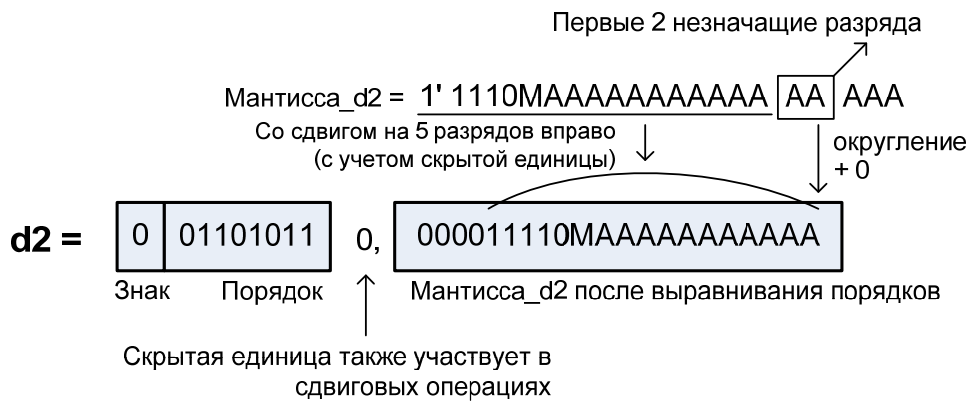 Первые 2 незначащие разряда
Мантисса_d2 = 1' 1110MAAAAAAAAAAA AA AAA
Со сдвигом на 5 разрядов вправо
(с учетом скрытой единицы)
округление
+ 0
d2 = 0 01101011 0, 000011110MAAAAAAAAAAA
Знак Порядок Мантисса_d2 после выравнивания порядков
Скрытая единица также участвует в
сдвиговых операциях